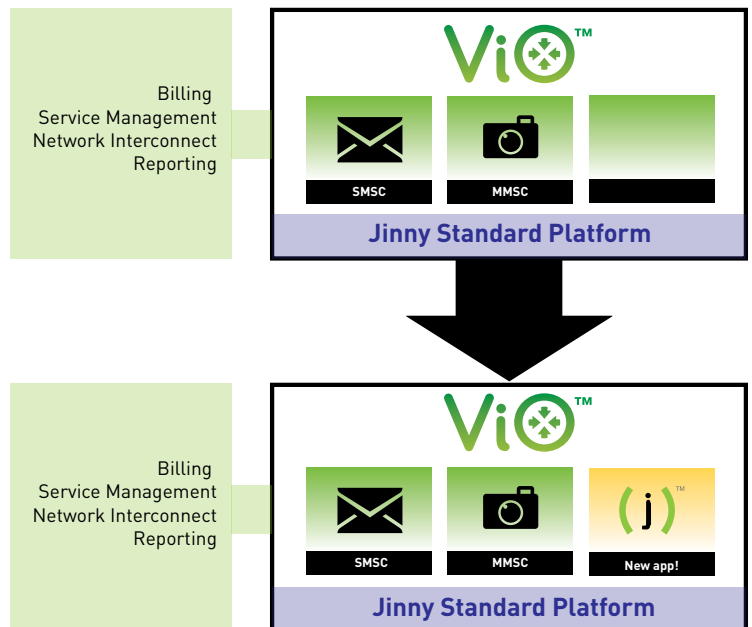 ViO™
Billing
Service Management
Network Interconnect
Reporting
SMSC
MMSC
Jinny Standard Platform
ViO™
Billing
Service Management
Network Interconnect
Reporting
(j)™
SMSC
MMSC
New app!
Jinny Standard Platform